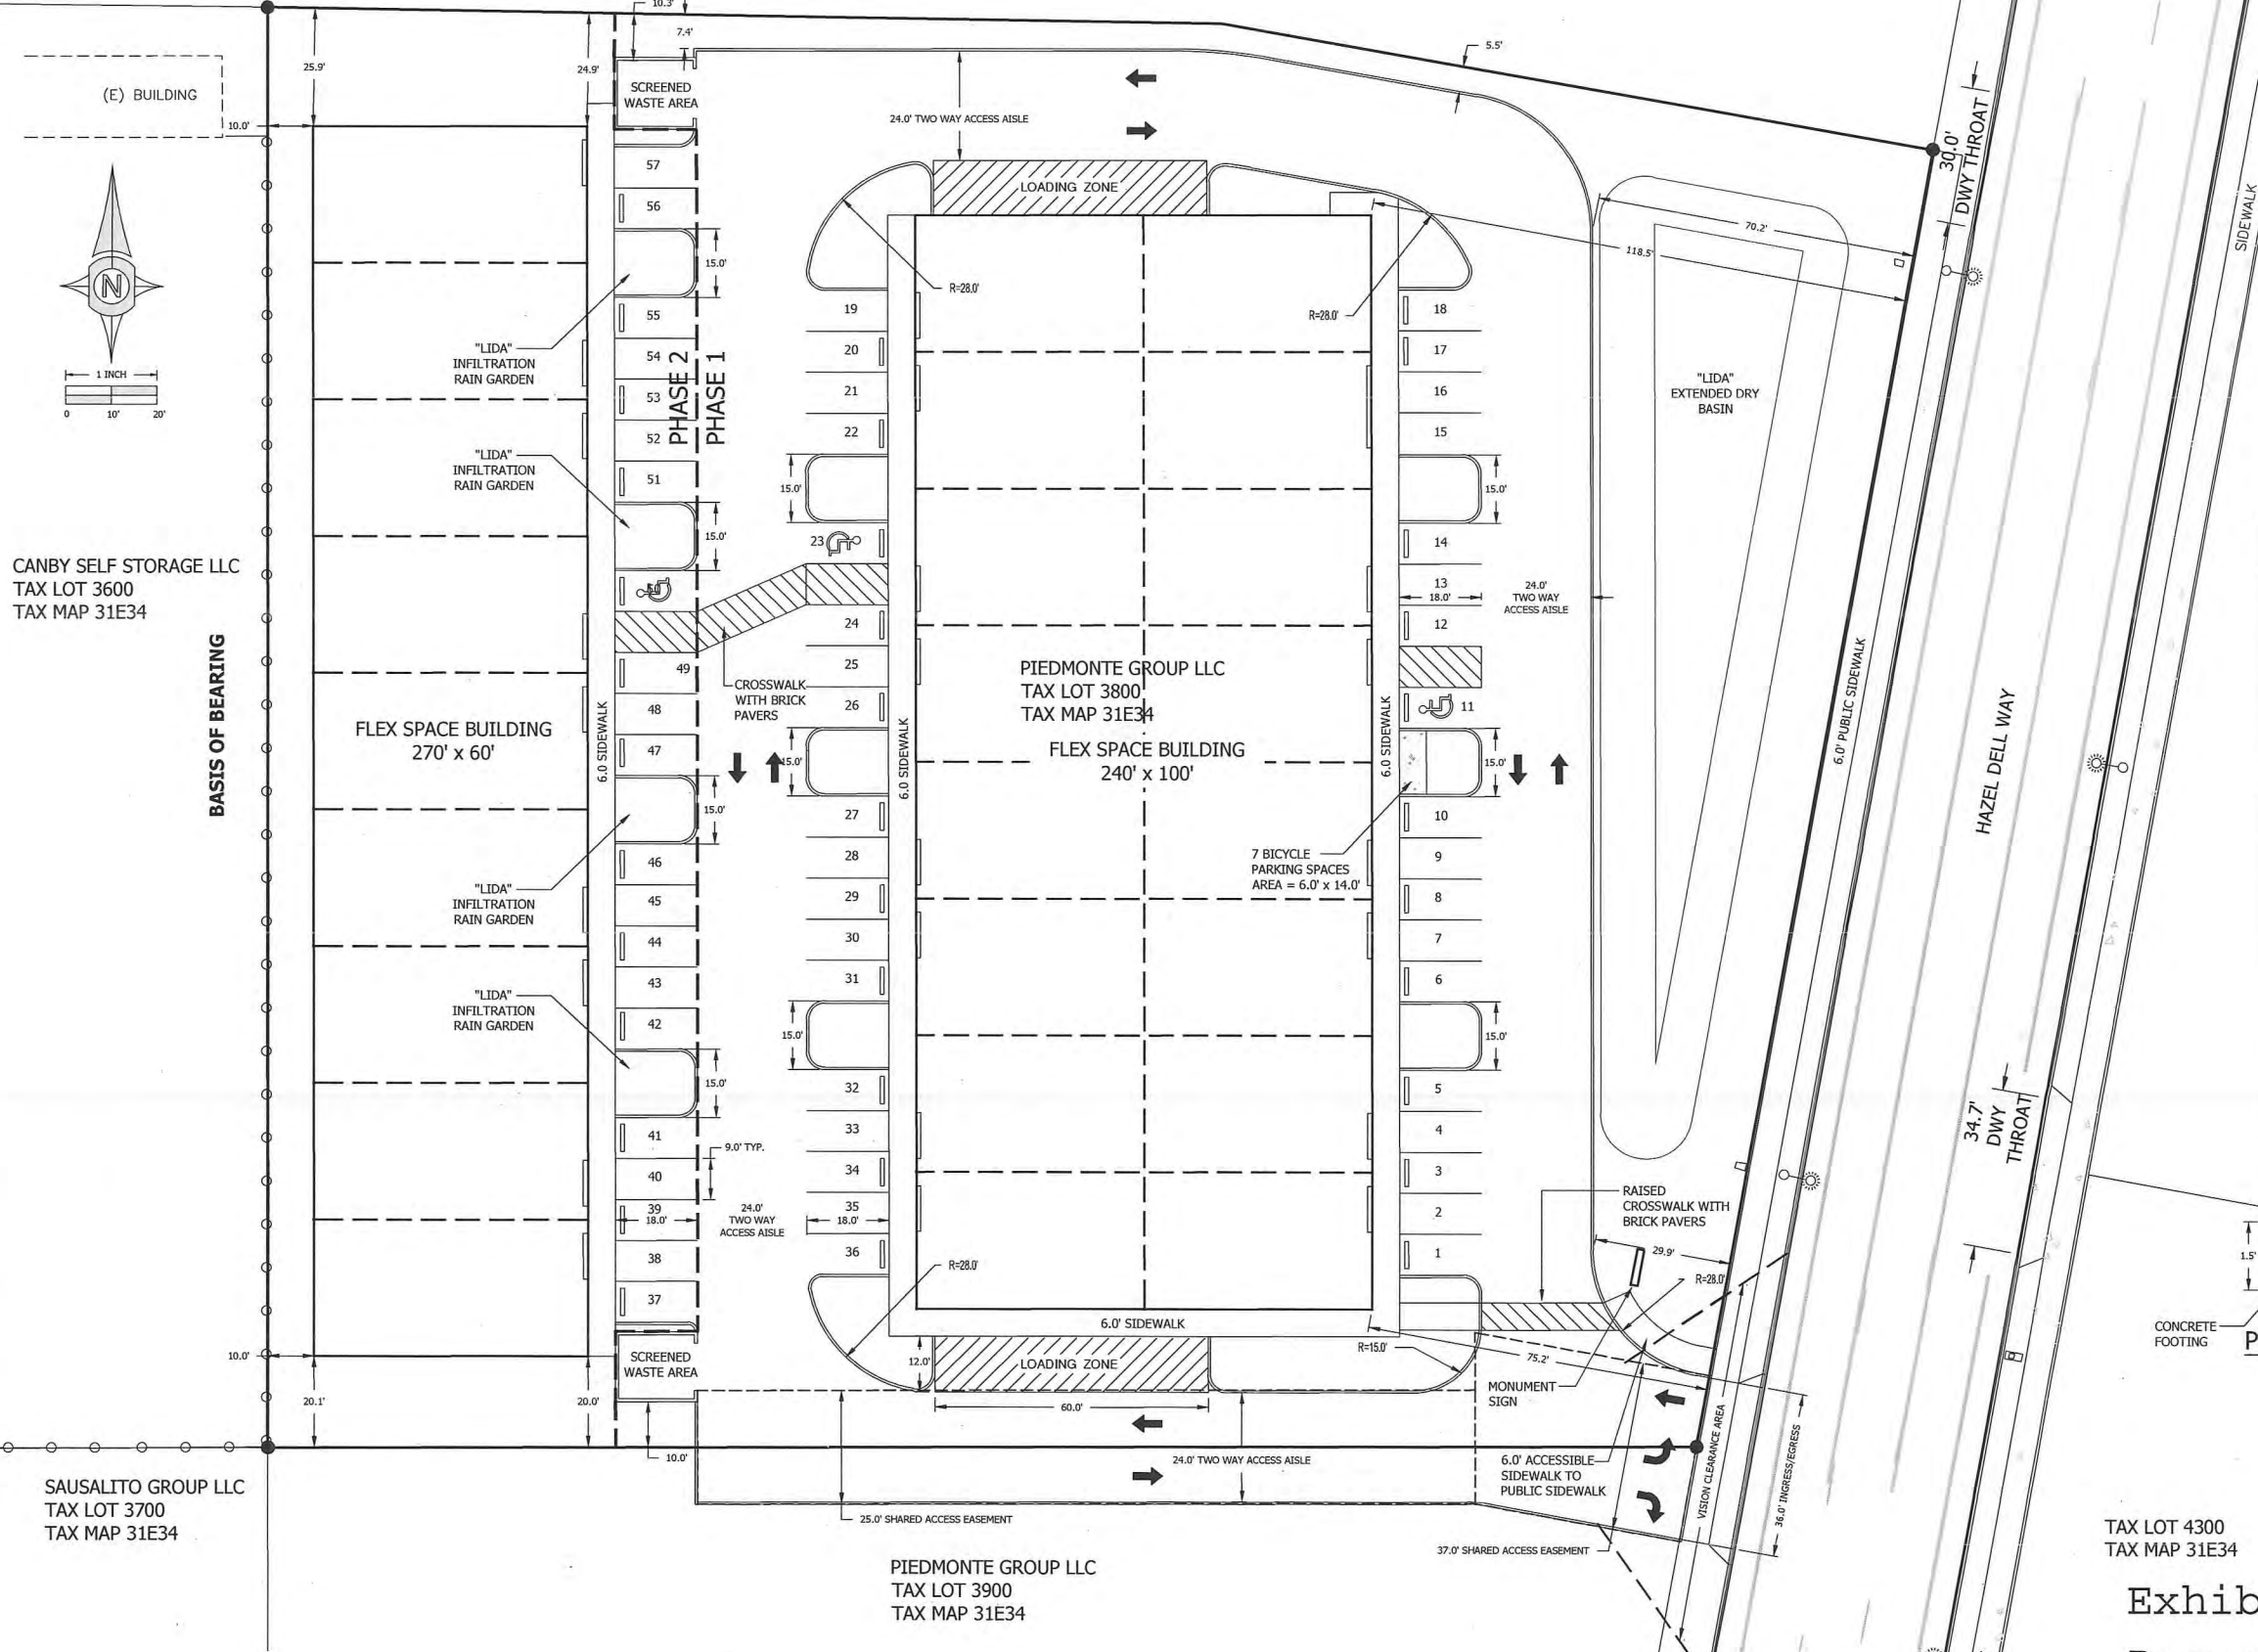 10.3'
7.4'
5.5'
25.9'
24.9'
(E) BUILDING
SCREENED
WASTE AREA
10.0'
24.0' TWO WAY ACCESS AISLE
30.0'
DWY THROAT
SIDEWALK
LOADING ZONE
70.2'
118.5'
N
1 INCH
0 10' 20'
57
56
15.0'
55
54
53
52
51
PHASE 2
PHASE 1
"LIDA"
INFILTRATION
RAIN GARDEN
"LIDA"
INFILTRATION
RAIN GARDEN
15.0'
R=28.0'
R=28.0'
19
20
21
22
15.0'
23
18
17
16
15
15.0'
14
13
18.0'
12
24.0'
TWO WAY
ACCESS AISLE
"LIDA"
EXTENDED DRY
BASIN
CANBY SELF STORAGE LLC
TAX LOT 3600
TAX MAP 31E34
BASIS OF BEARING
FLEX SPACE BUILDING
270' x 60'
6.0 SIDEWALK
49
48
47
15.0'
CROSSWALK
WITH BRICK
PAVERS
24
25
26
15.0'
6.0 SIDEWALK
PIEDMONTE GROUP LLC
TAX LOT 3800
TAX MAP 31E34
FLEX SPACE BUILDING
240' x 100'
6.0 SIDEWALK
11
15.0'
6.0' PUBLIC SIDEWALK
HAZEL DELL WAY
7 BICYCLE
PARKING SPACES
AREA = 6.0' x 14.0'
46
45
44
43
42
"LIDA"
INFILTRATION
RAIN GARDEN
"LIDA"
INFILTRATION
RAIN GARDEN
15.0'
27
28
29
30
31
15.0'
10
9
8
7
6
15.0'
41
40
39
18.0'
38
37
9.0' TYP.
24.0'
TWO WAY
ACCESS AISLE
32
33
34
35
18.0'
36
R=28.0'
5
4
3
2
1
34.7'
DWY
THROAT
RAISED
CROSSWALK WITH
BRICK PAVERS
29.9'
R=28.0'
1.5'
CONCRETE
FOOTING
P
6.0' SIDEWALK
12.0'
LOADING ZONE
60.0'
R=15.0'
75.2'
MONUMENT
SIGN
10.0'
SCREENED
WASTE AREA
20.1'
20.0'
10.0'
24.0' TWO WAY ACCESS AISLE
6.0' ACCESSIBLE
SIDEWALK TO
PUBLIC SIDEWALK
VISION CLEARANCE AREA
36.0' INGRESS/EGRESS
25.0' SHARED ACCESS EASEMENT
37.0' SHARED ACCESS EASEMENT
SAUSALITO GROUP LLC
TAX LOT 3700
TAX MAP 31E34
PIEDMONTE GROUP LLC
TAX LOT 3900
TAX MAP 31E34
TAX LOT 4300
TAX MAP 31E34
Exhib